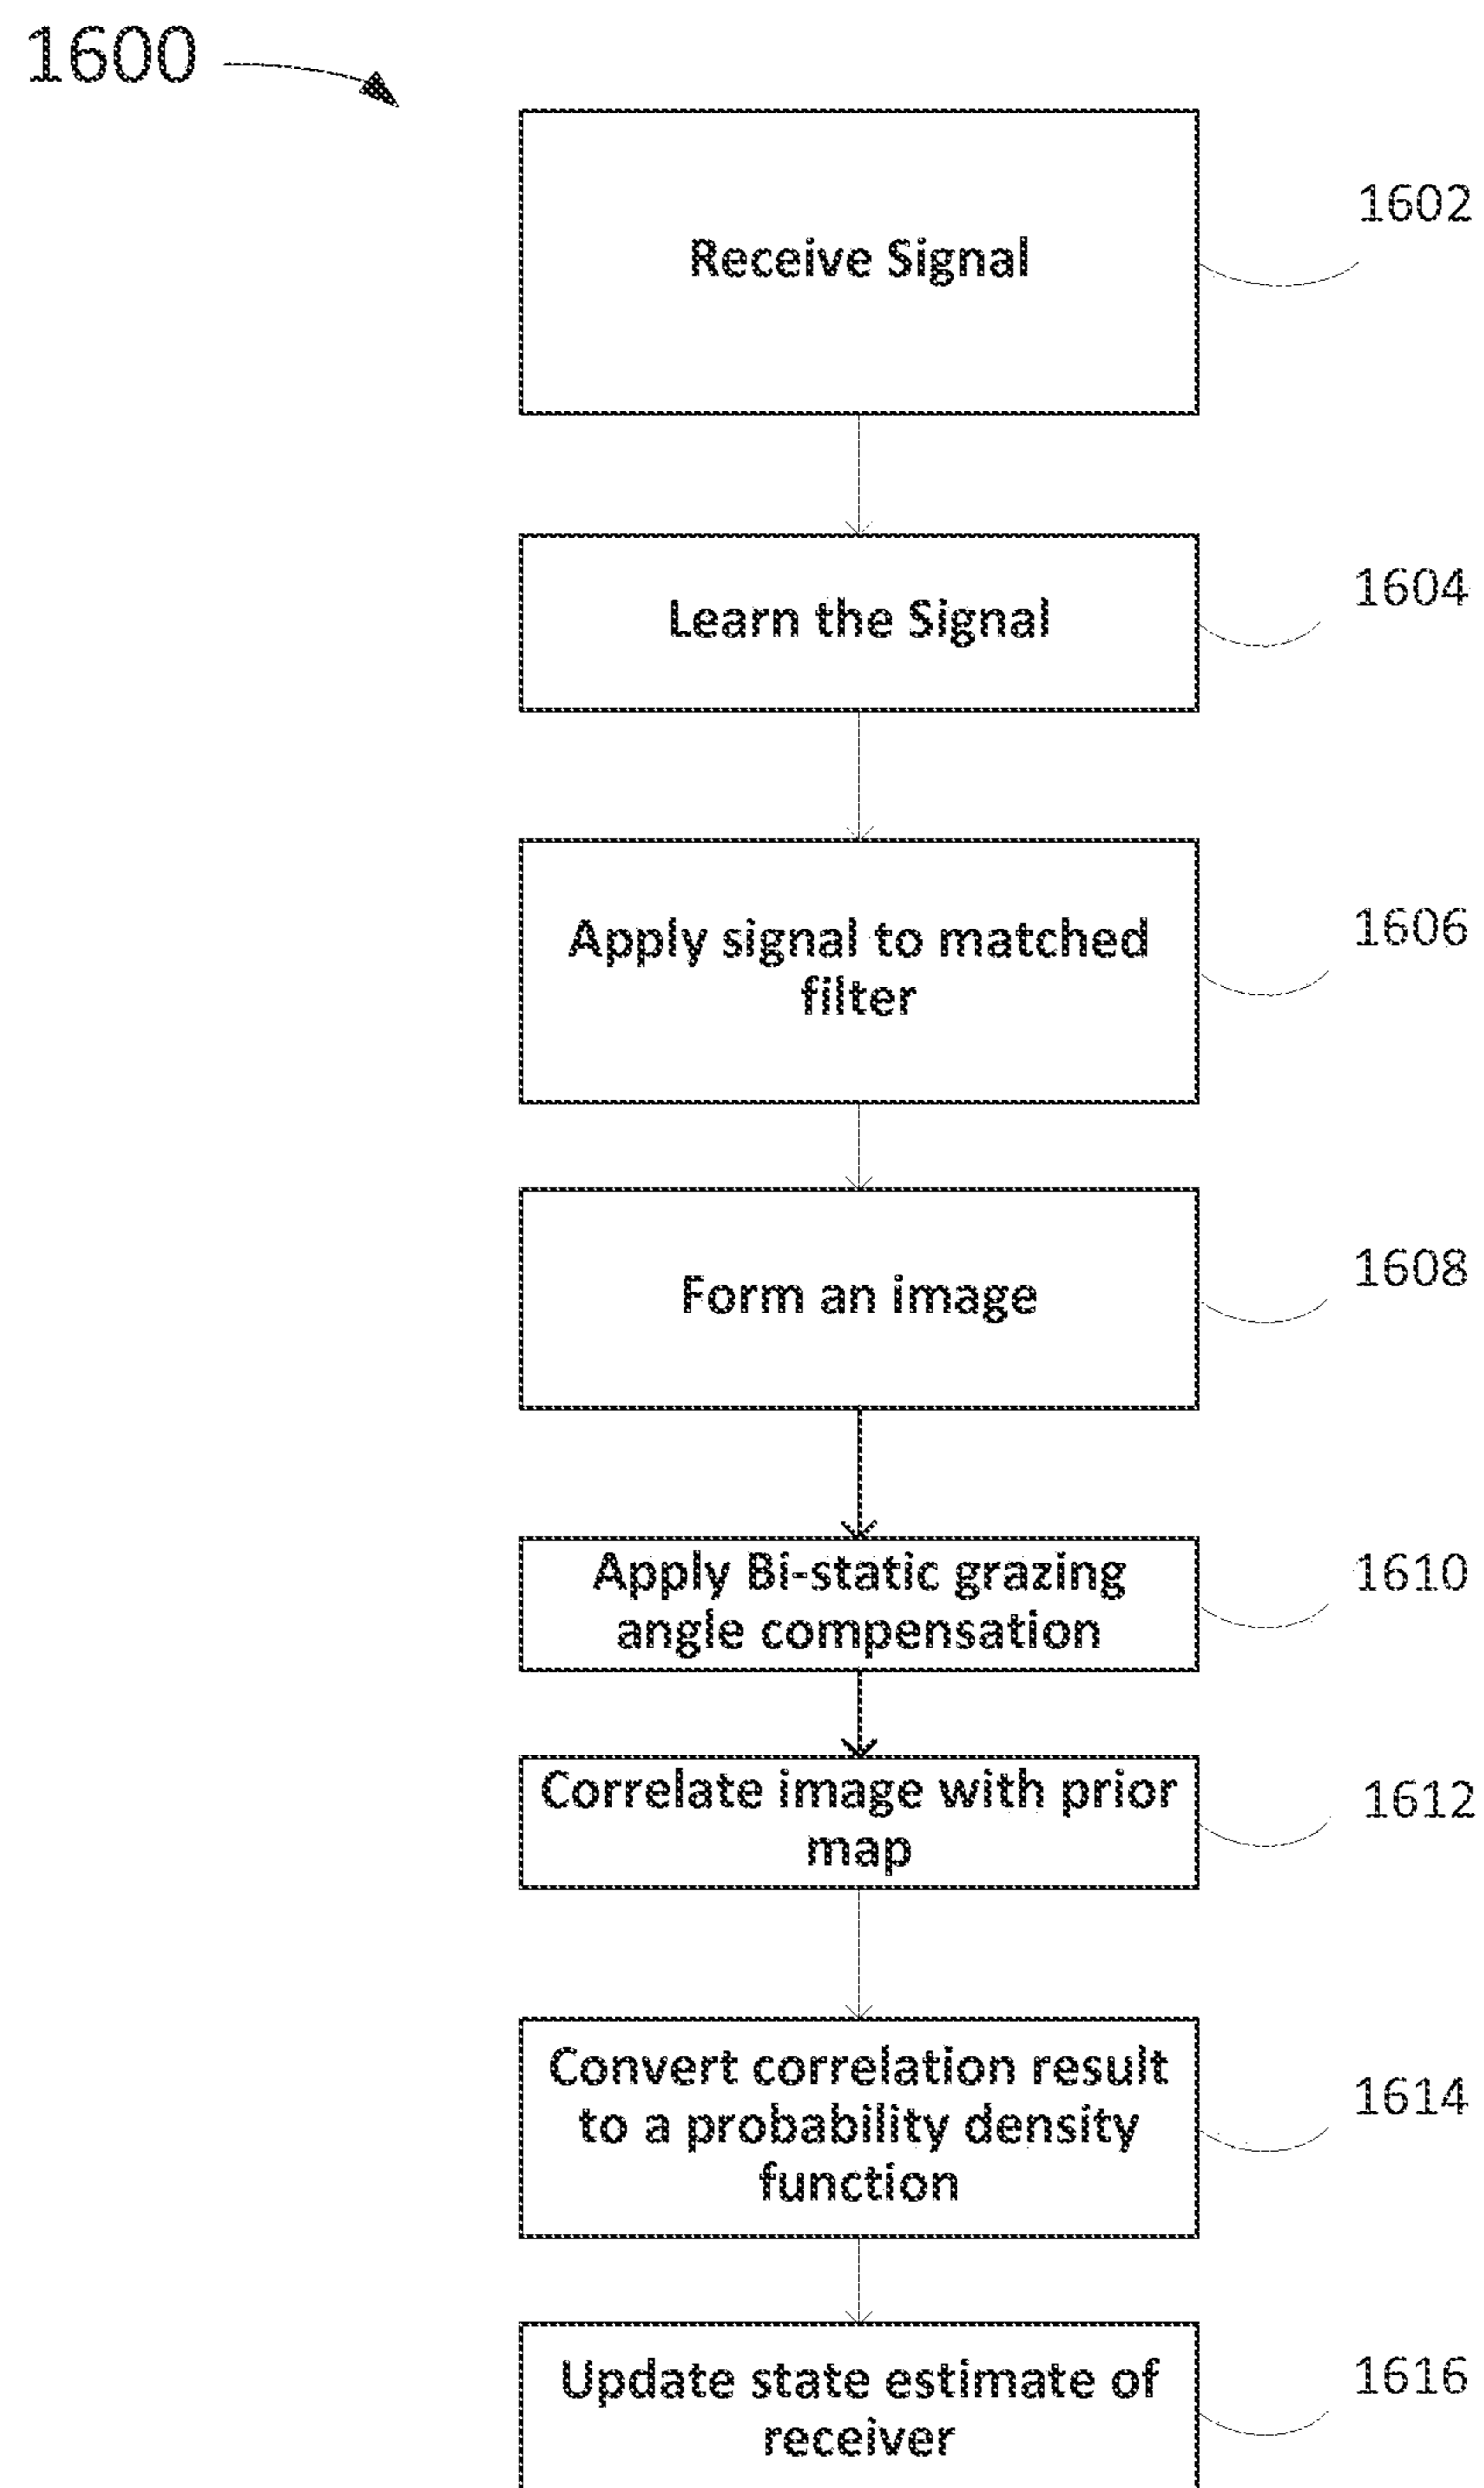 1600
Receive Signal
1602
Learn the Signal
1604
Apply signal to matched
filter
1606
Form an image
1608
Apply Bi-static grazing
angle compensation
1610
Correlate image with prior
map
1612
Convert correlation result
to a probability density
function
1614
Update state estimate of
receiver
1616